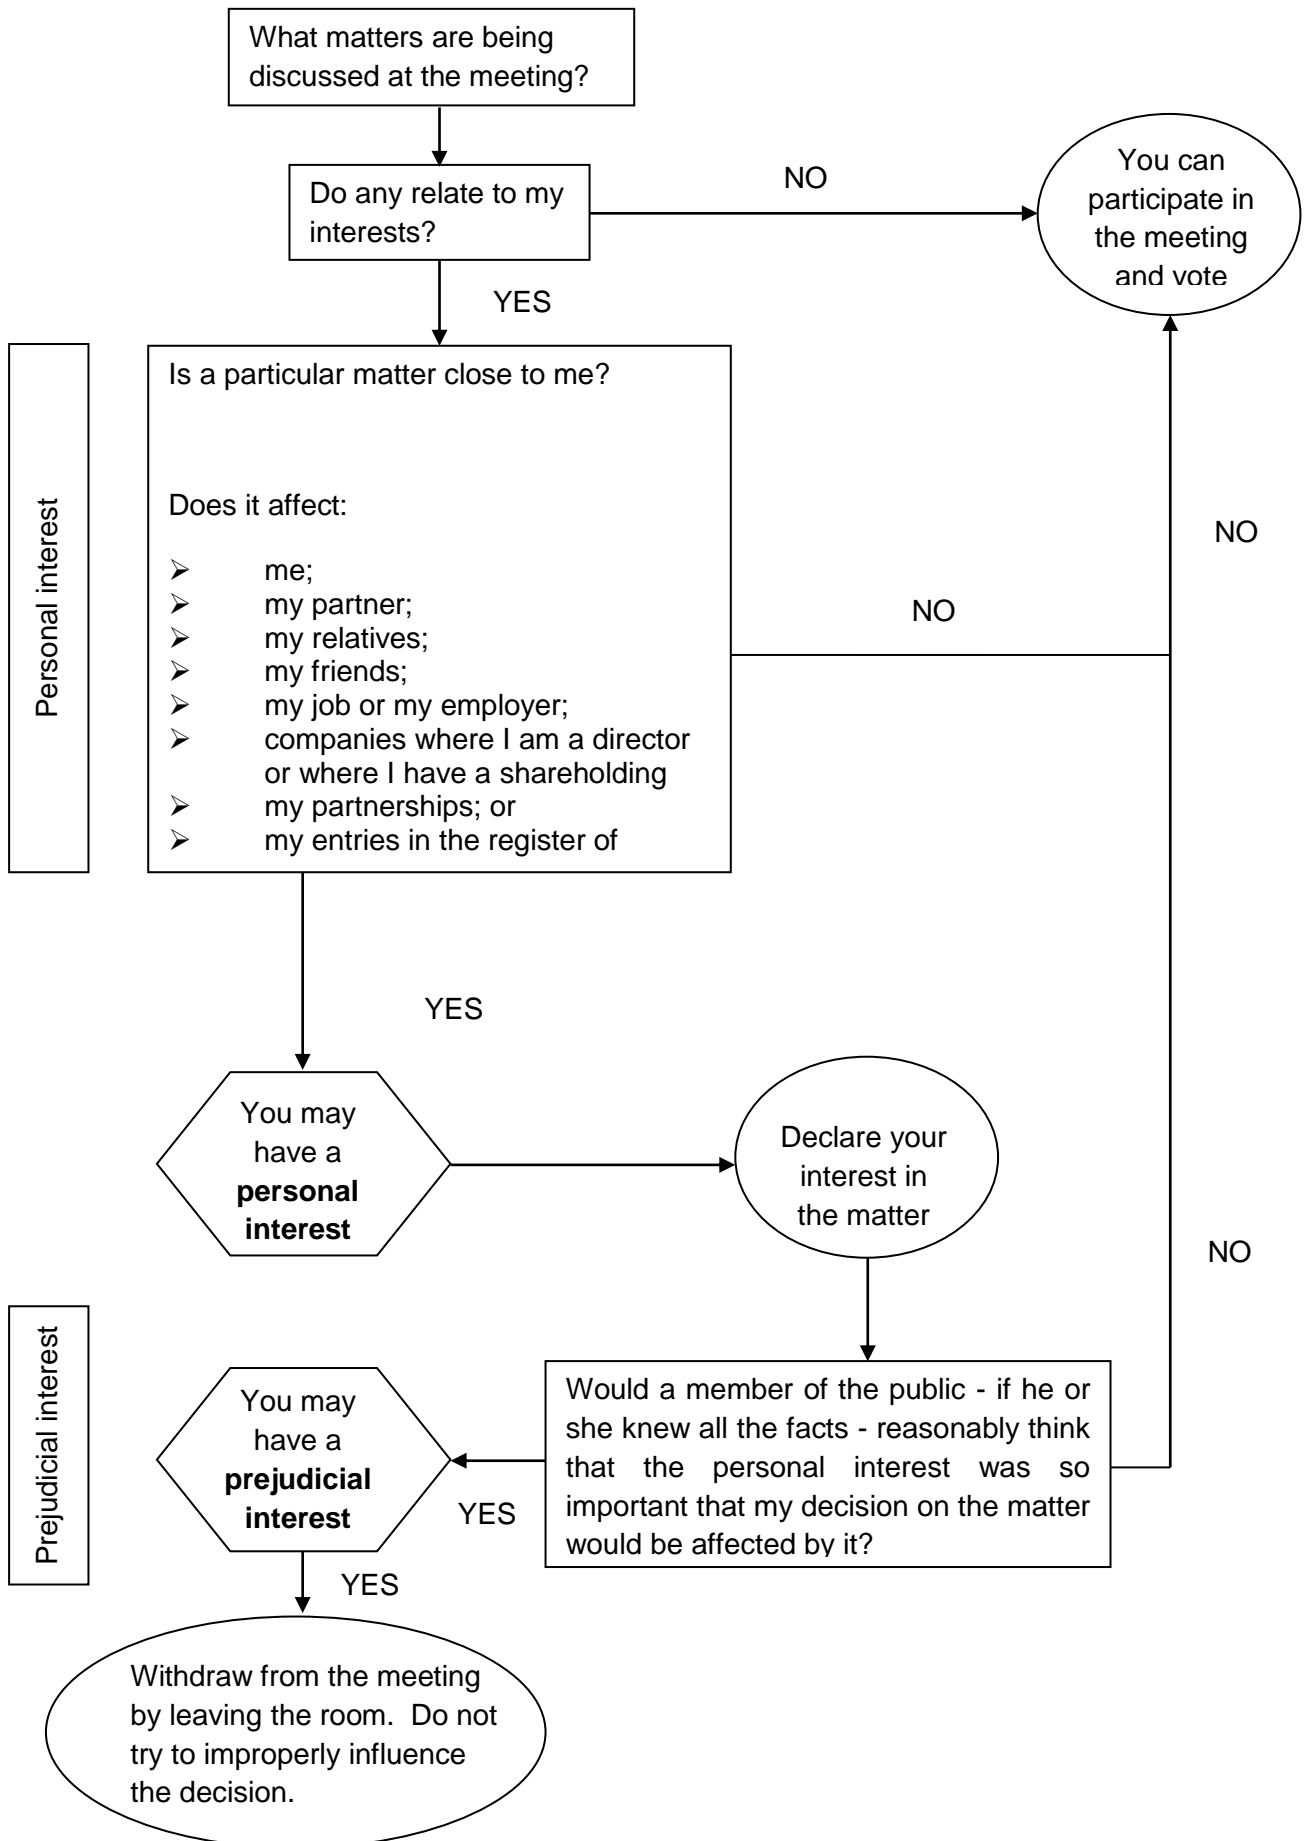 What matters are being
discussed at the meeting?
Do any relate to my
interests?
NO
You can
participate in
the meeting
and vote
YES
Personal interest
Is a particular matter close to me?
Does it affect:
➢ me;
➢ my partner;
➢ my relatives;
➢ my friends;
➢ my job or my employer;
➢ companies where I am a director
or where I have a shareholding
➢ my partnerships; or
➢ my entries in the register of
NO
NO
YES
You may
have a
personal
interest
Declare your
interest in
the matter
NO
Prejudicial interest
You may
have a
prejudicial
interest
YES
Would a member of the public - if he or
she knew all the facts - reasonably think
that the personal interest was so
important that my decision on the matter
would be affected by it?
YES
Withdraw from the meeting
by leaving the room.  Do not
try to improperly influence
the decision.